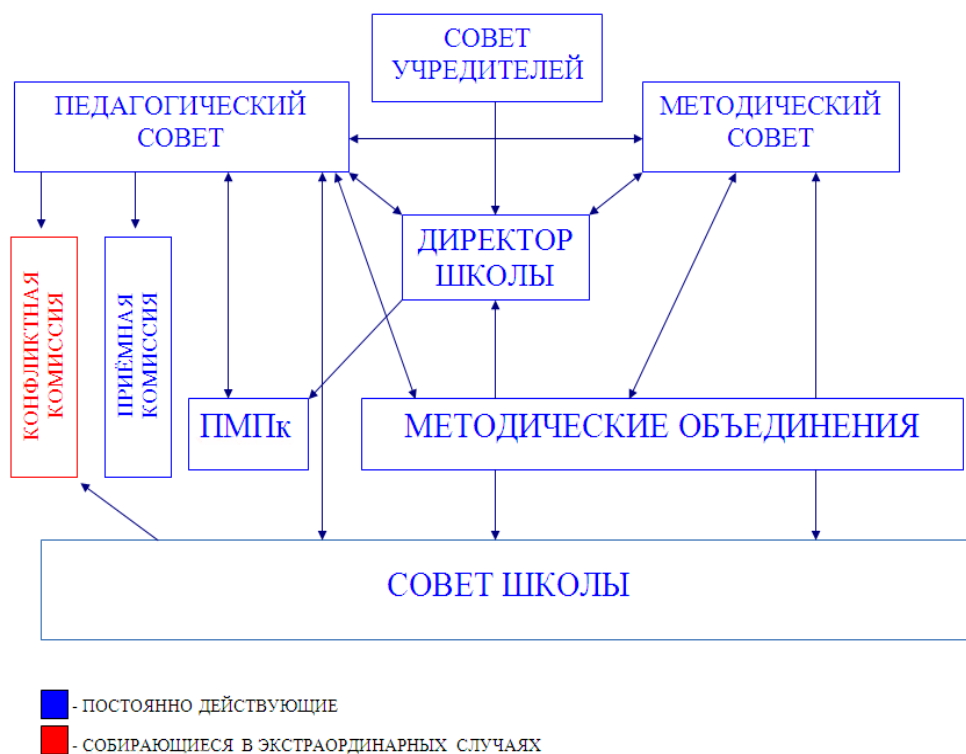 СОВЕТ
УЧРЕДИТЕЛЕЙ
ПЕДАГОГИЧЕСКИЙ
СОВЕТ
МЕТОДИЧЕСКИЙ
СОВЕТ
ДИРЕКТОР
ШКОЛЫ
КОНФЛИКТНАЯ
КОМИССИЯ
ПРИЁМНАЯ
КОМИССИЯ
ПМПк
МЕТОДИЧЕСКИЕ ОБЪЕДИНЕНИЯ
СОВЕТ ШКОЛЫ
- ПОСТОЯННО ДЕЙСТВУЮЩИЕ
- СОБИРАЮЩИЕСЯ В ЭКСТРАОРДИНАРНЫХ СЛУЧАЯХ